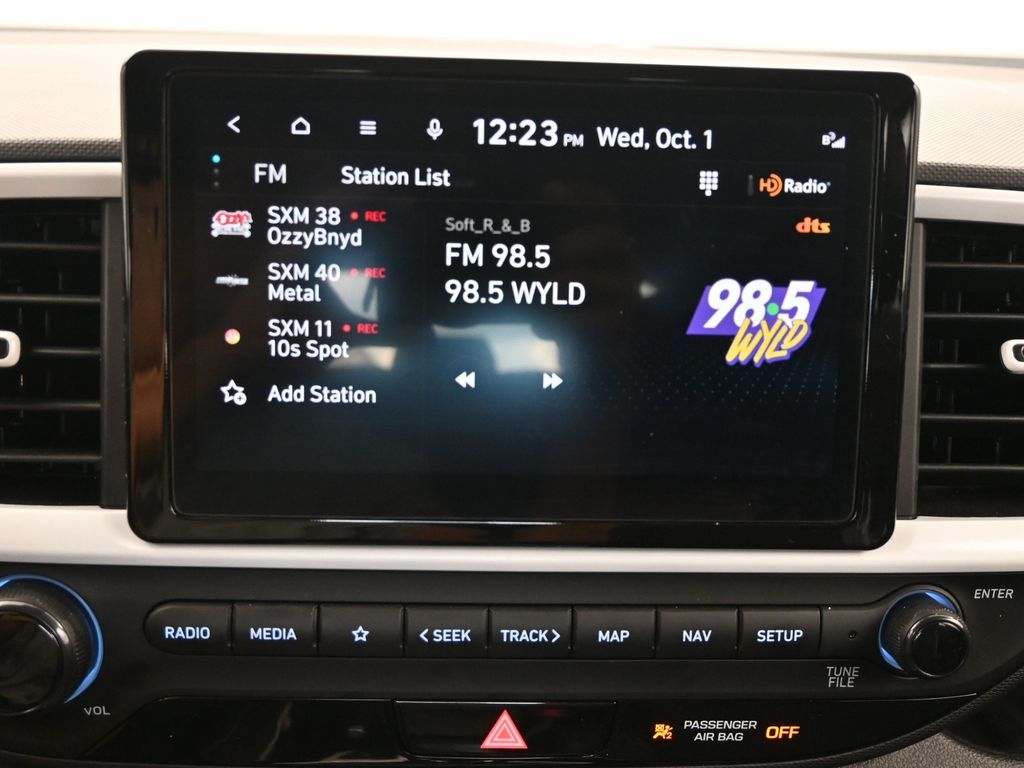 12:23 PM Wed, Oct. 1
FM Station List
HD Radio
dts
SXM 38 • REC
OzzyBnyd
SXM 40 • REC
Metal
SXM 11 • REC
10s Spot
Add Station
Soft_R_&_B
FM 98.5
98.5 WYLD
98.5
WYLD
RADIO
MEDIA
< SEEK
TRACK >
MAP
NAV
SETUP
ENTER
TUNE
FILE
VOL
PASSENGER
AIR BAG
OFF